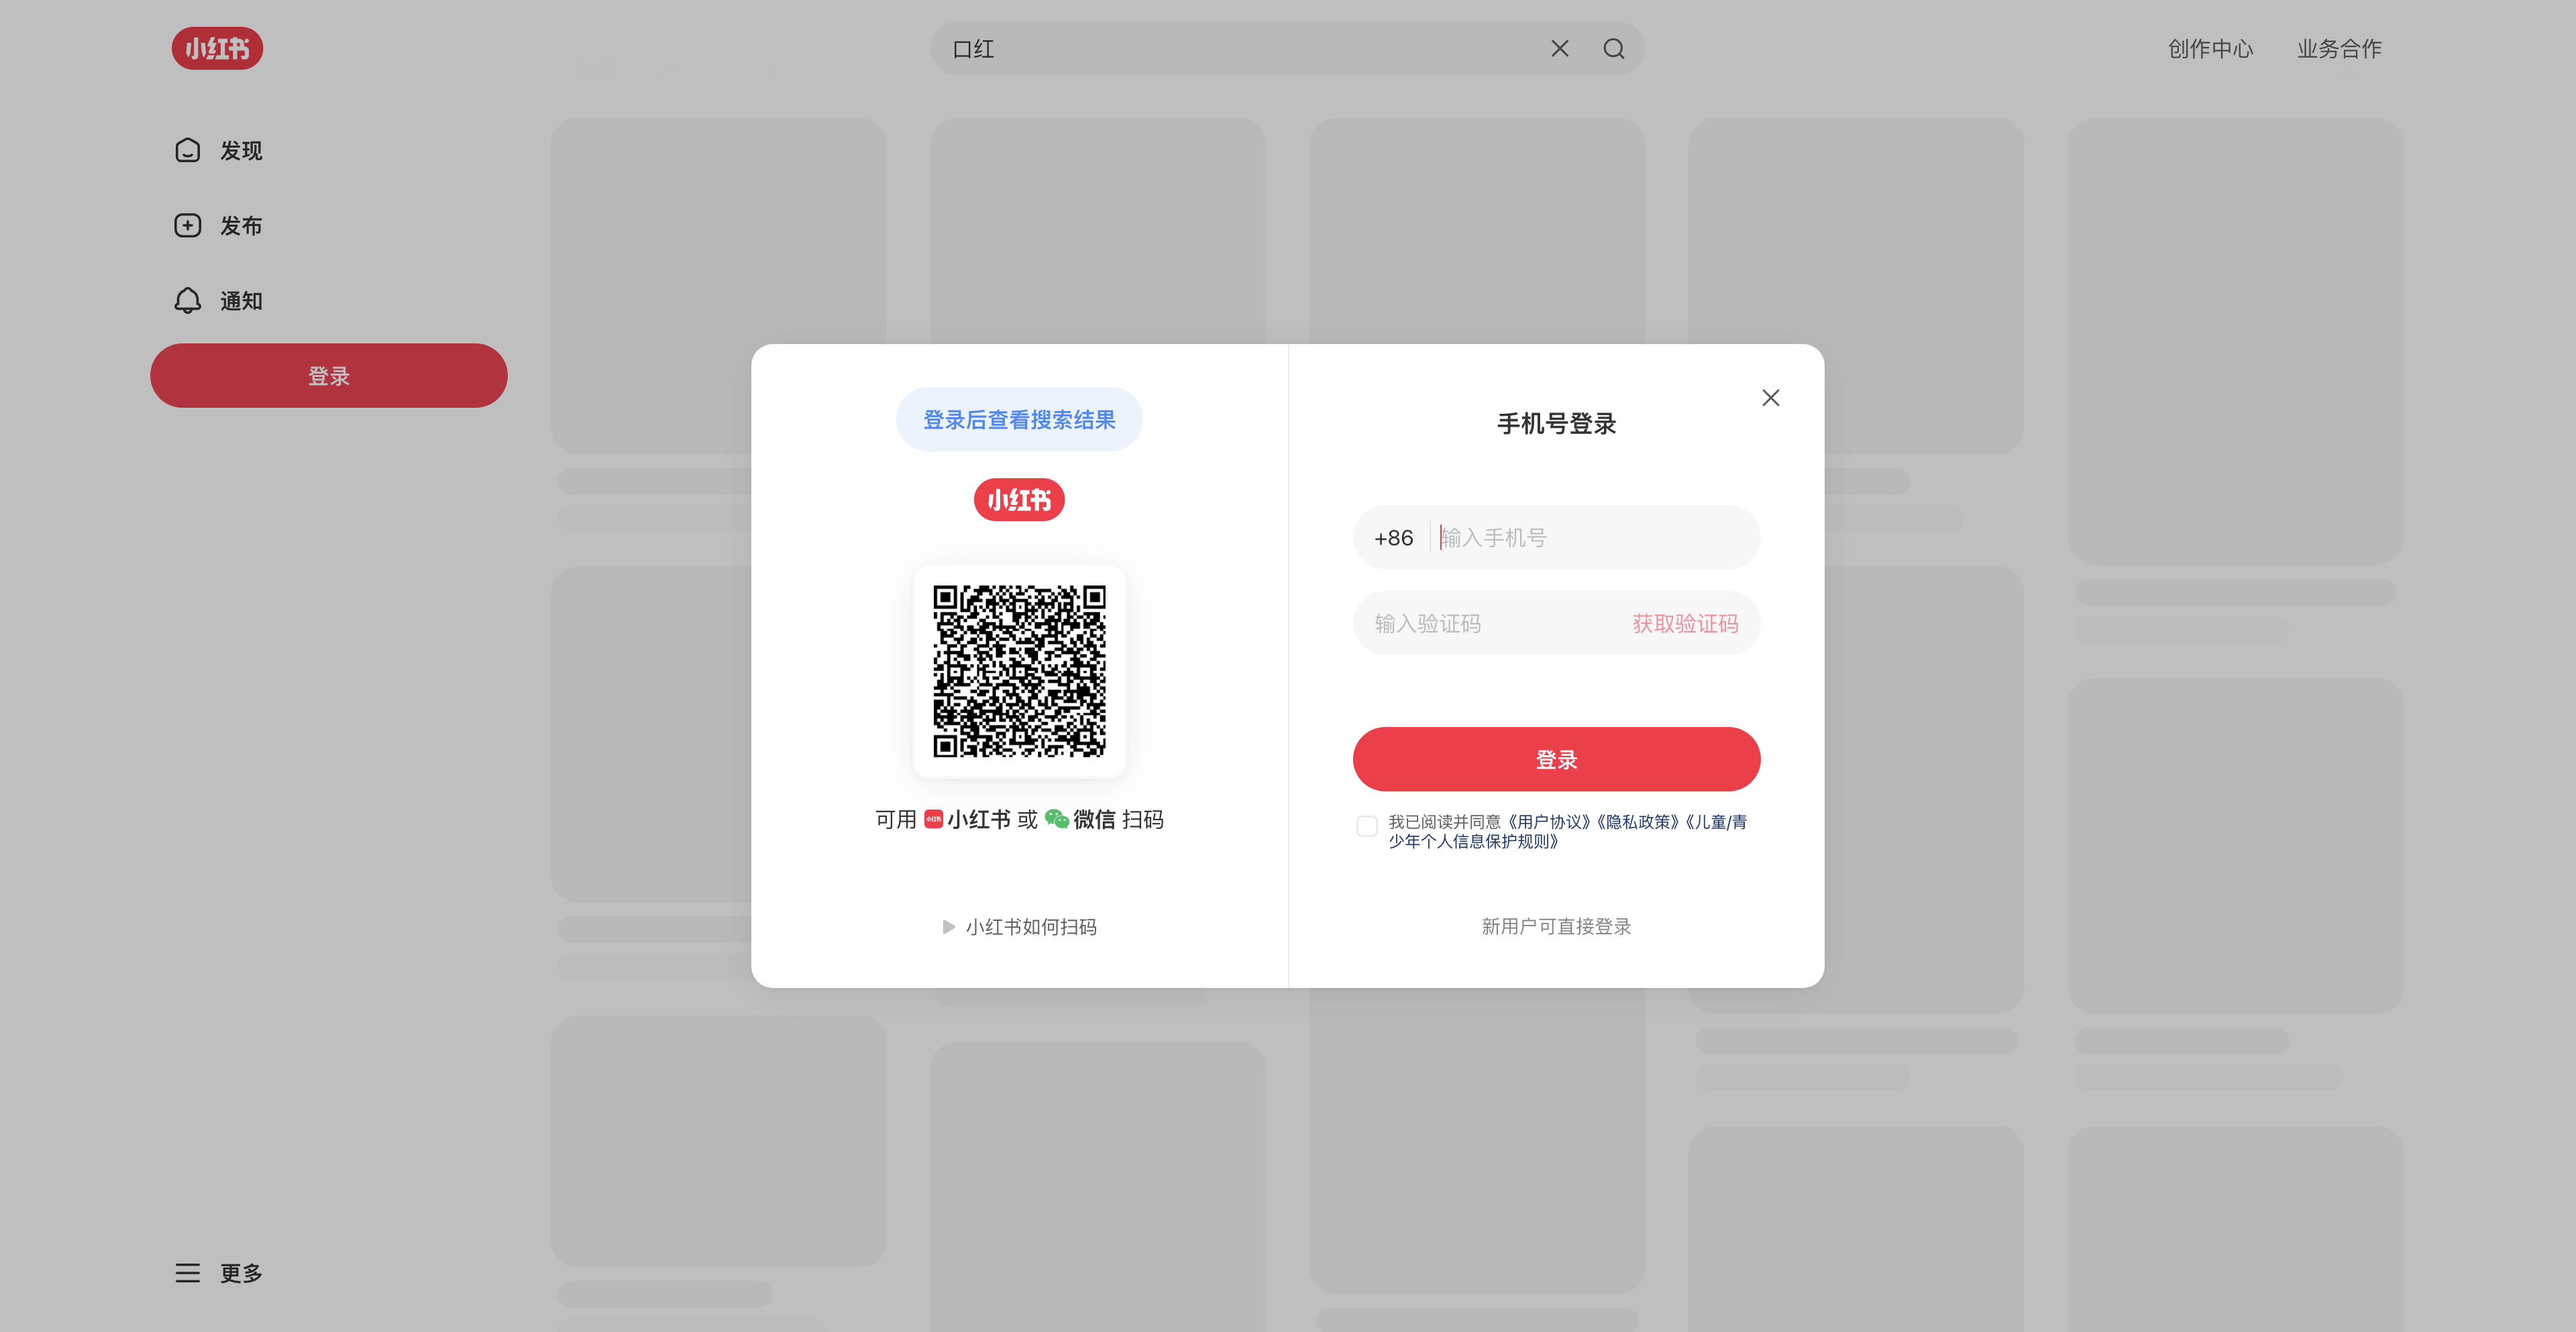 小红书
口红
创作中心
业务合作
发现
发布
通知
登录
登录后查看搜索结果
小红书
可用 小红书 或 微信 扫码
小红书如何扫码
手机号登录
+86 输入手机号
输入验证码 获取验证码
登录
我已阅读并同意《用户协议》《隐私政策》《儿童/青
少年个人信息保护规则》
新用户可直接登录
更多